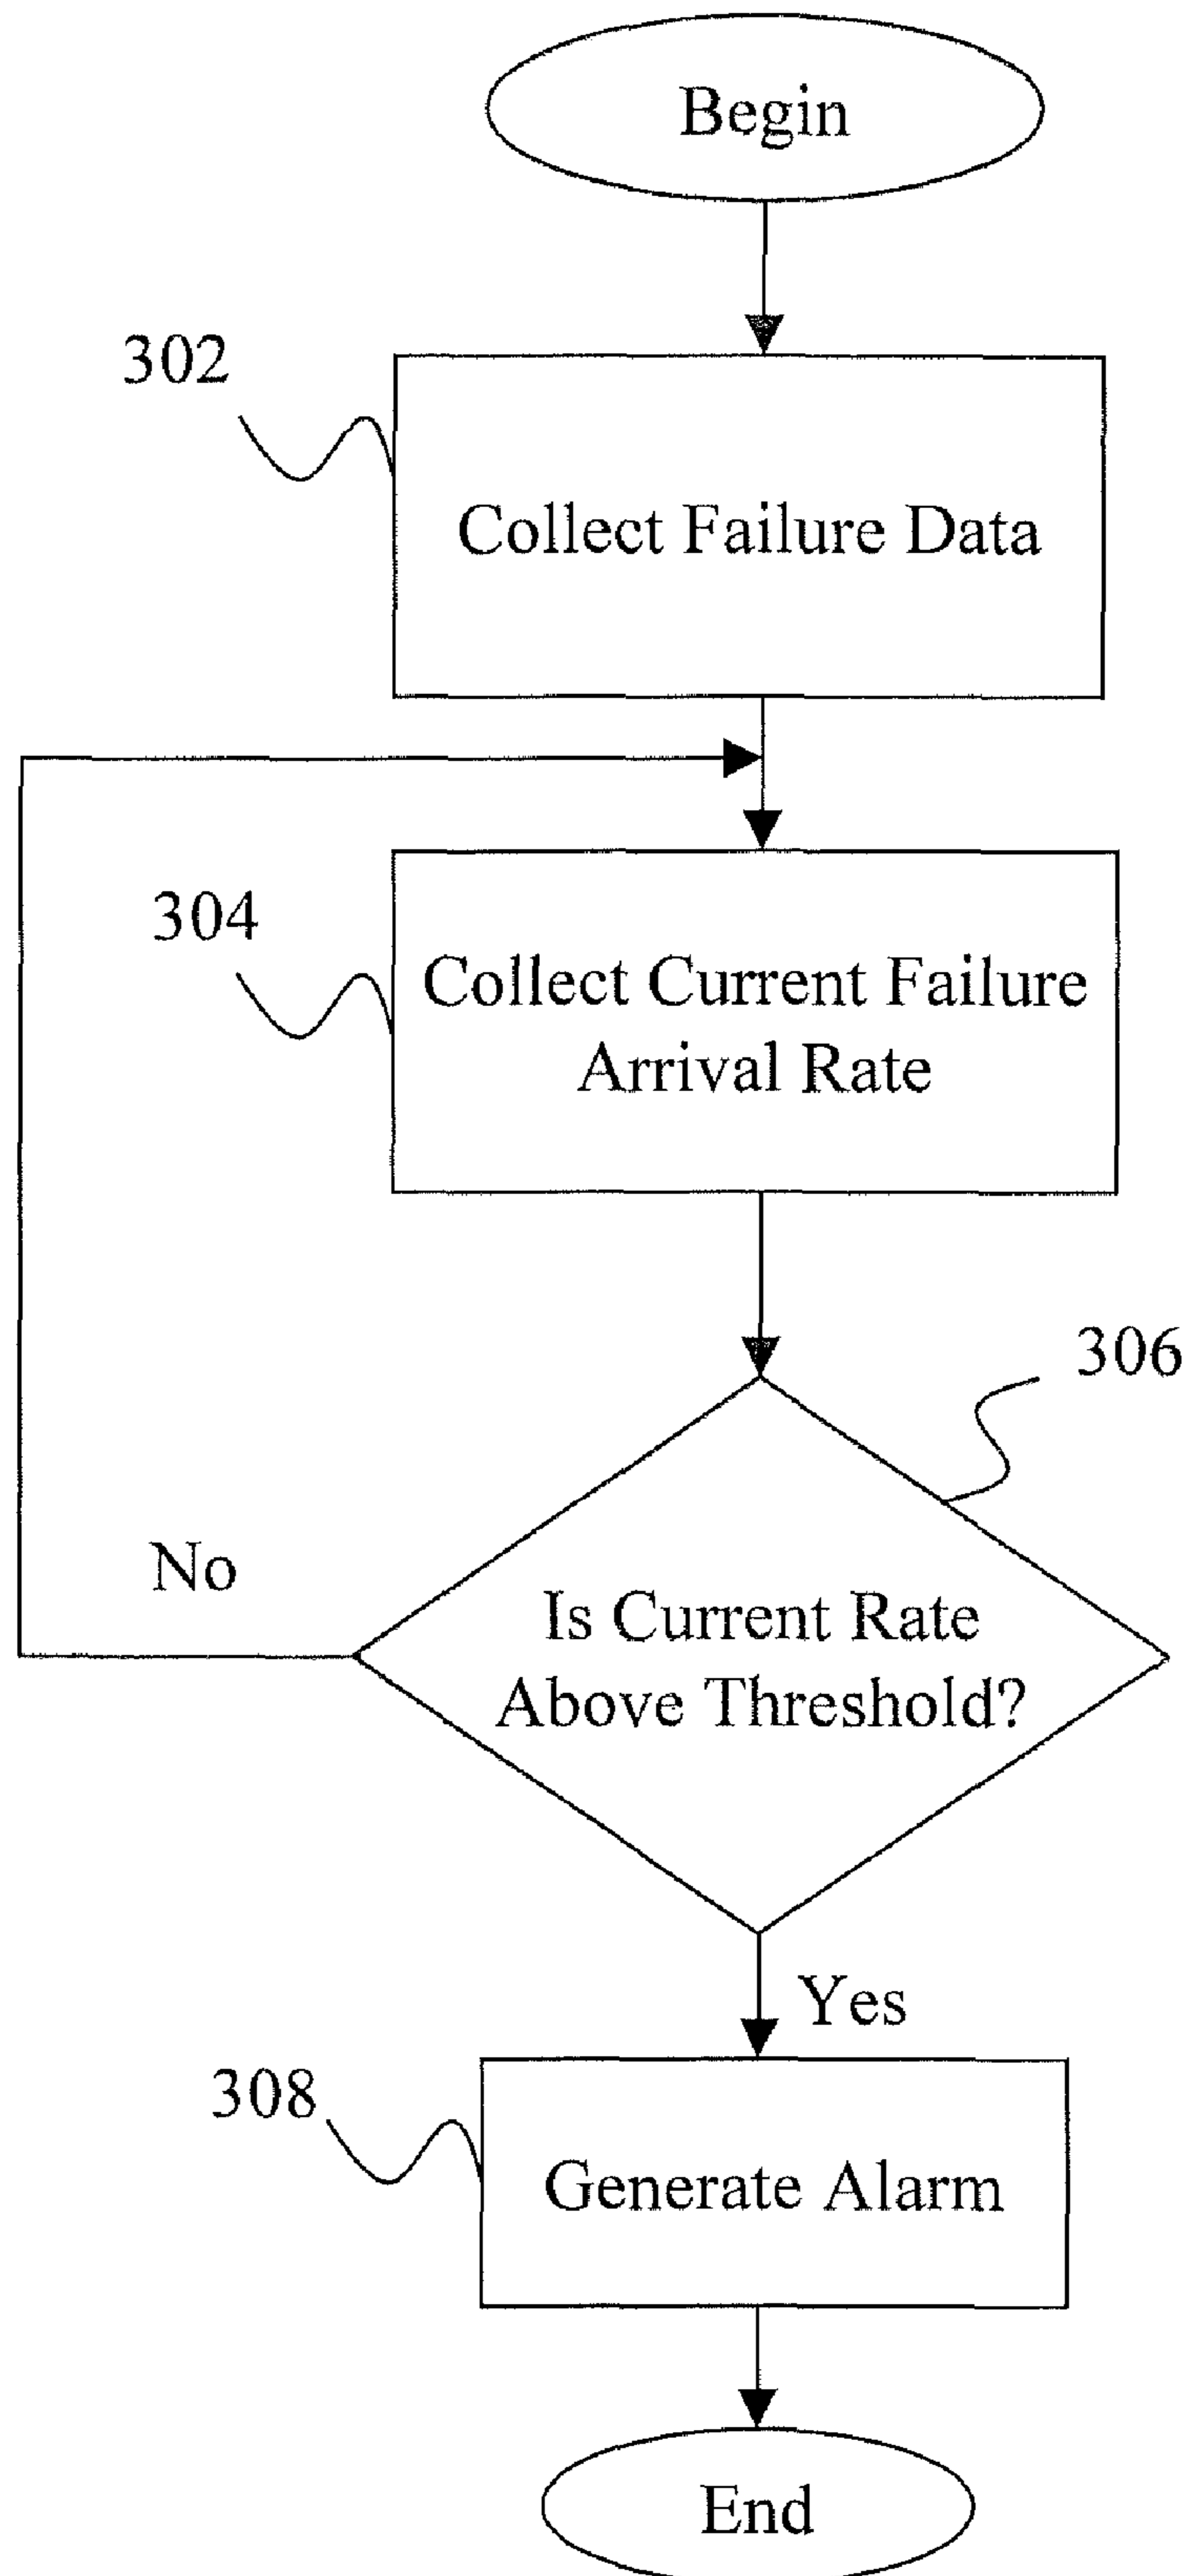 Begin
302
Collect Failure Data
304
Collect Current Failure
Arrival Rate
306
No
Is Current Rate
Above Threshold?
Yes
308
Generate Alarm
End